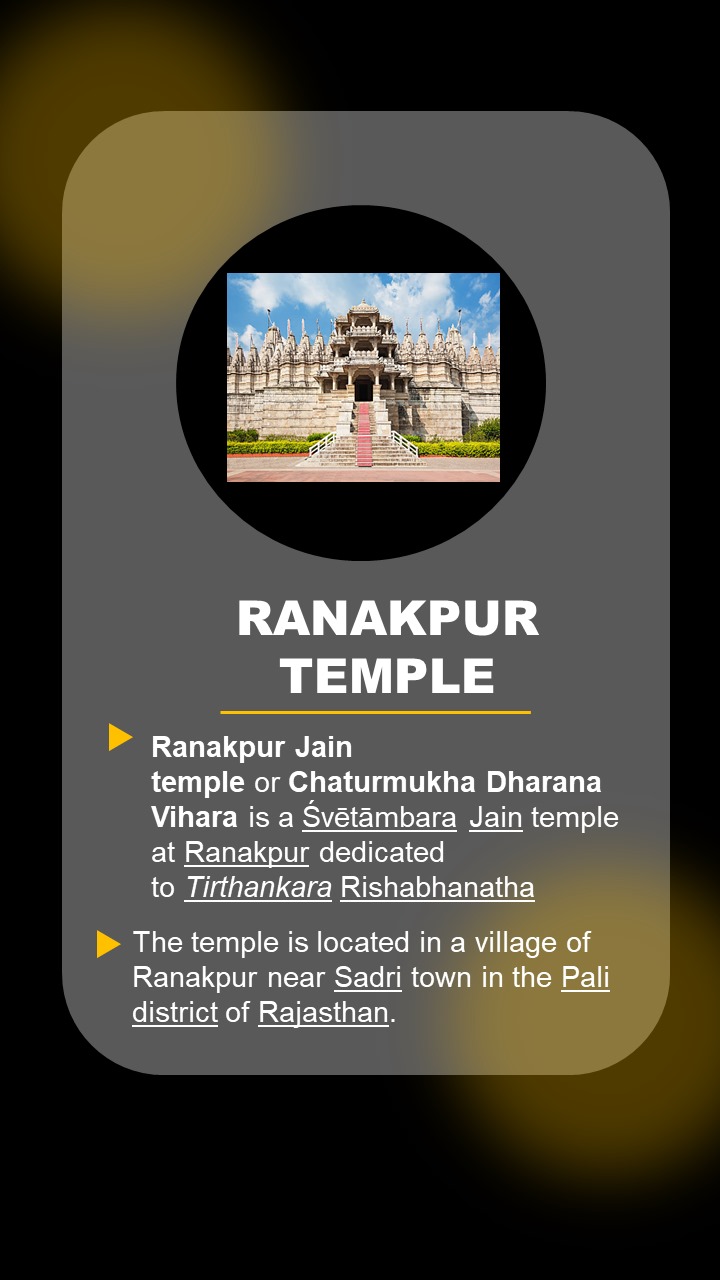 RANAKPUR
TEMPLE
Ranakpur Jain
temple or Chaturmukha Dharana
Vihara is a Śvētāmbara Jain temple
at Ranakpur dedicated
to Tirthankara Rishabhanatha
The temple is located in a village of
Ranakpur near Sadri town in the Pali
district of Rajasthan.